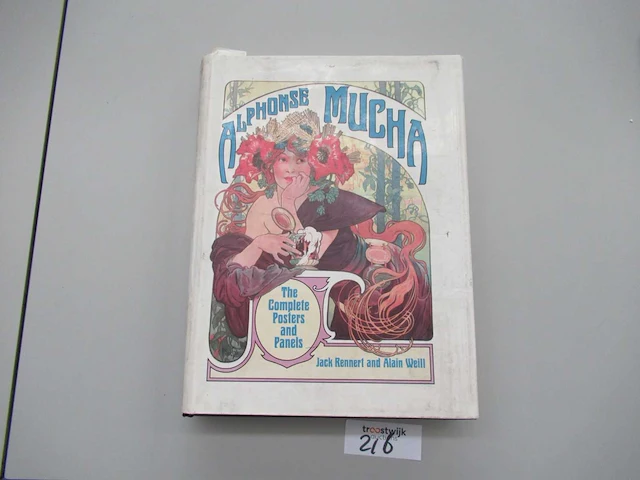 ALPHONSE MUCHA
The
Complete
Posters
and
Panels
Jack Rennert and Alain Weill
troostwijk
216